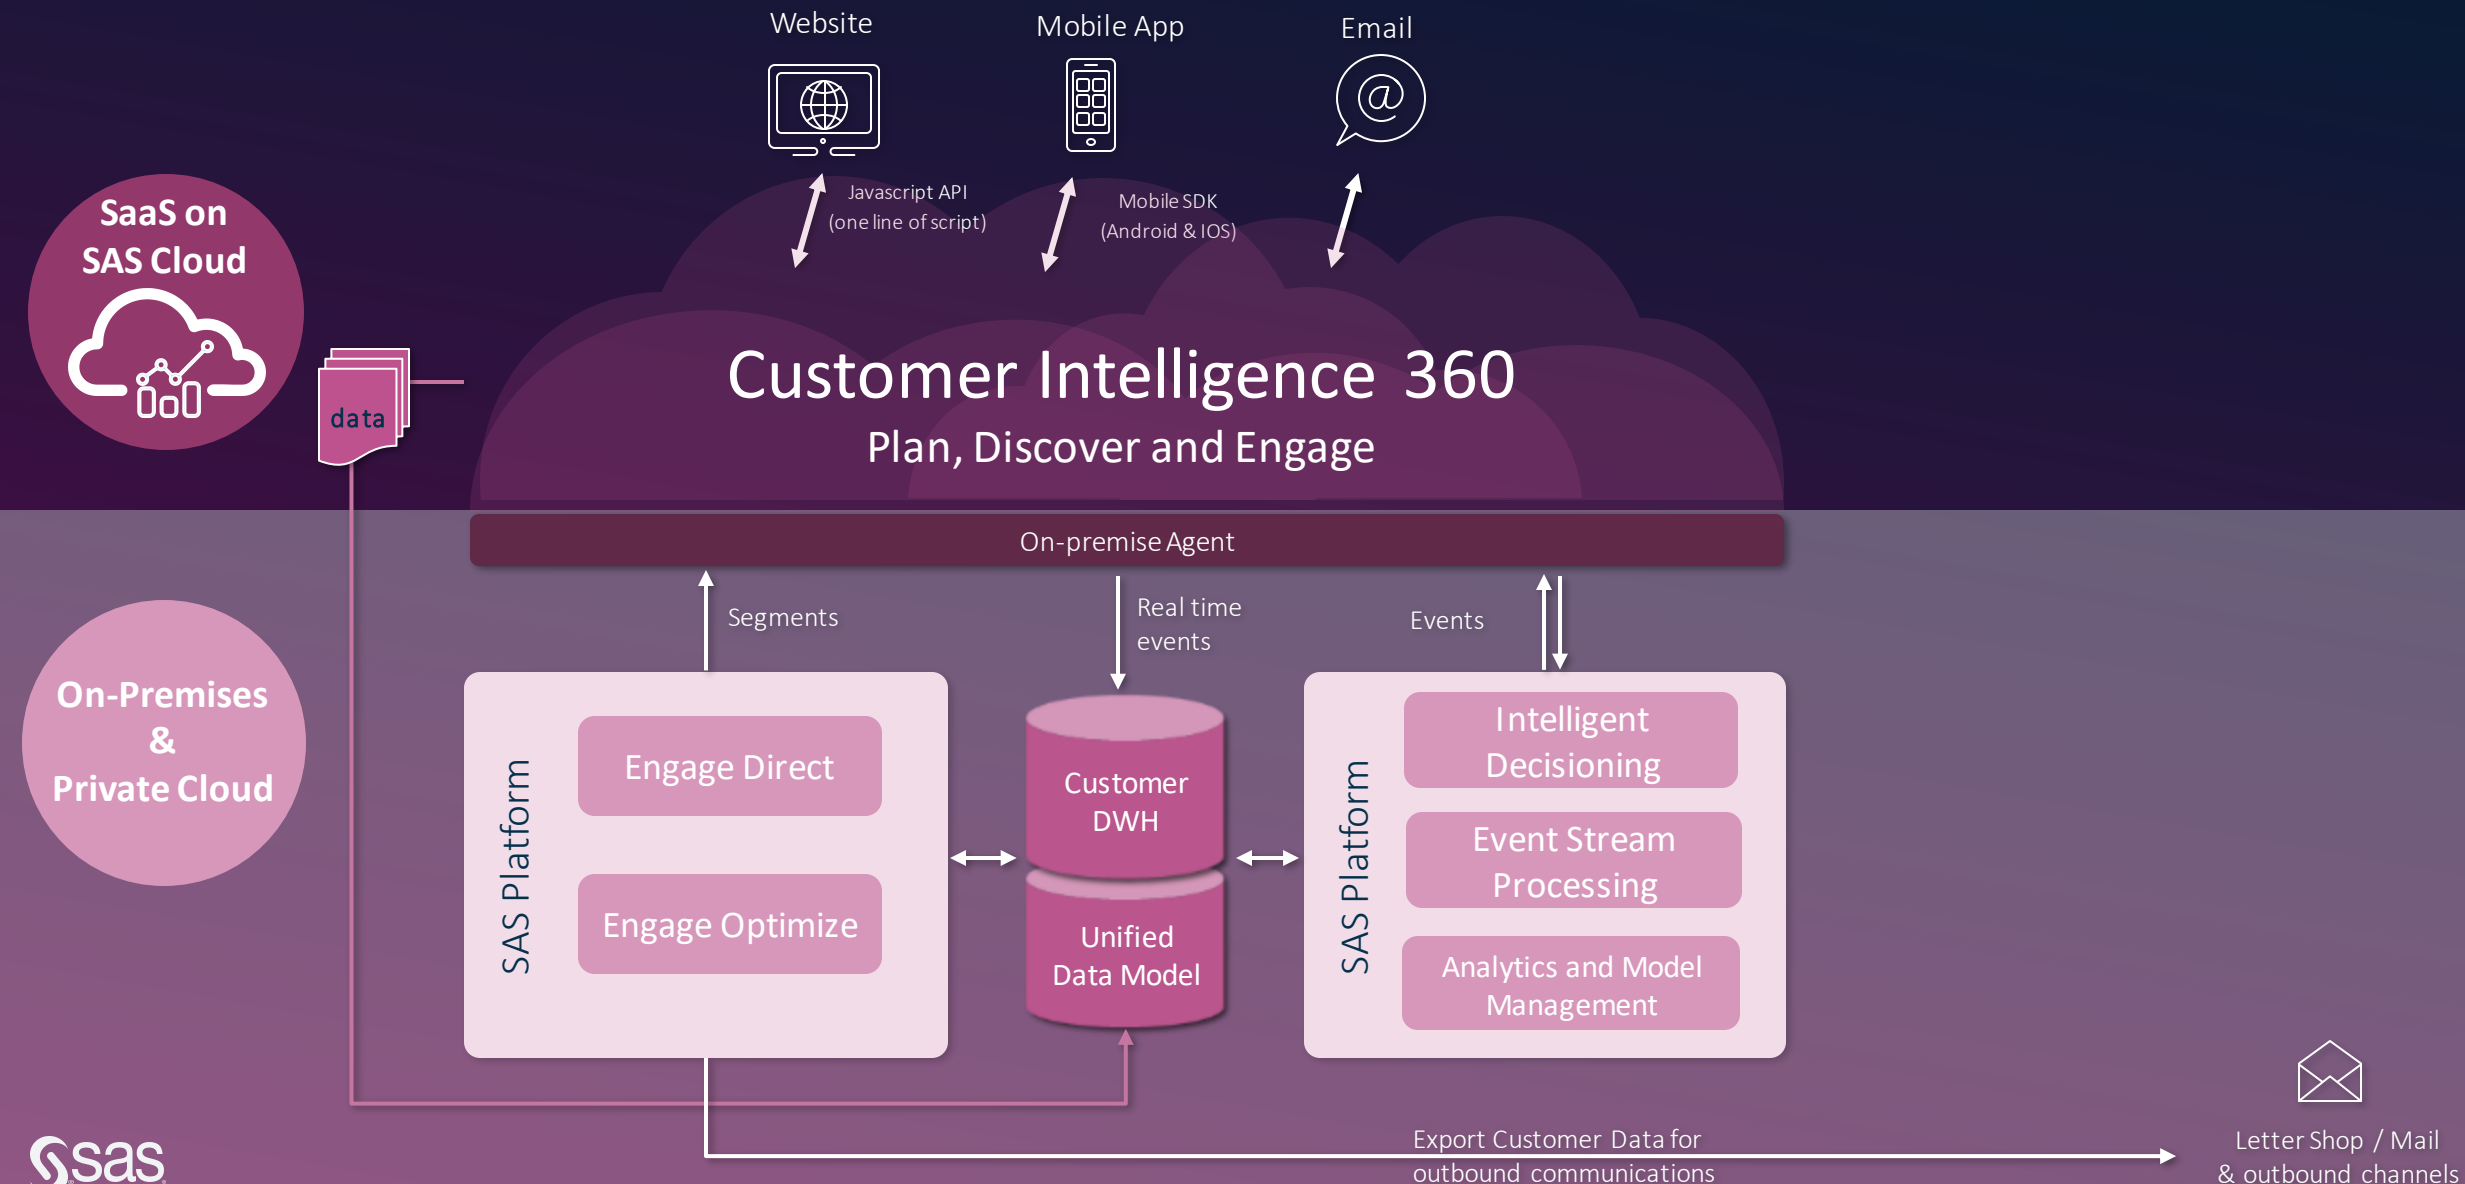 Website
Mobile App
Email
@
Javascript API
(one line of script)
Mobile SDK
(Android & IOS)
SaaS on
SAS Cloud
data
Customer Intelligence 360
Plan, Discover and Engage
On-premise Agent
Segments
Real time
events
Events
On-Premises
&
Private Cloud
SAS Platform
Engage Direct
Engage Optimize
Customer
DWH
Unified
Data Model
SAS Platform
Intelligent
Decisioning
Event Stream
Processing
Analytics and Model
Management
Export Customer Data for
outbound communications
Letter Shop / Mail
& outbound channels
sas